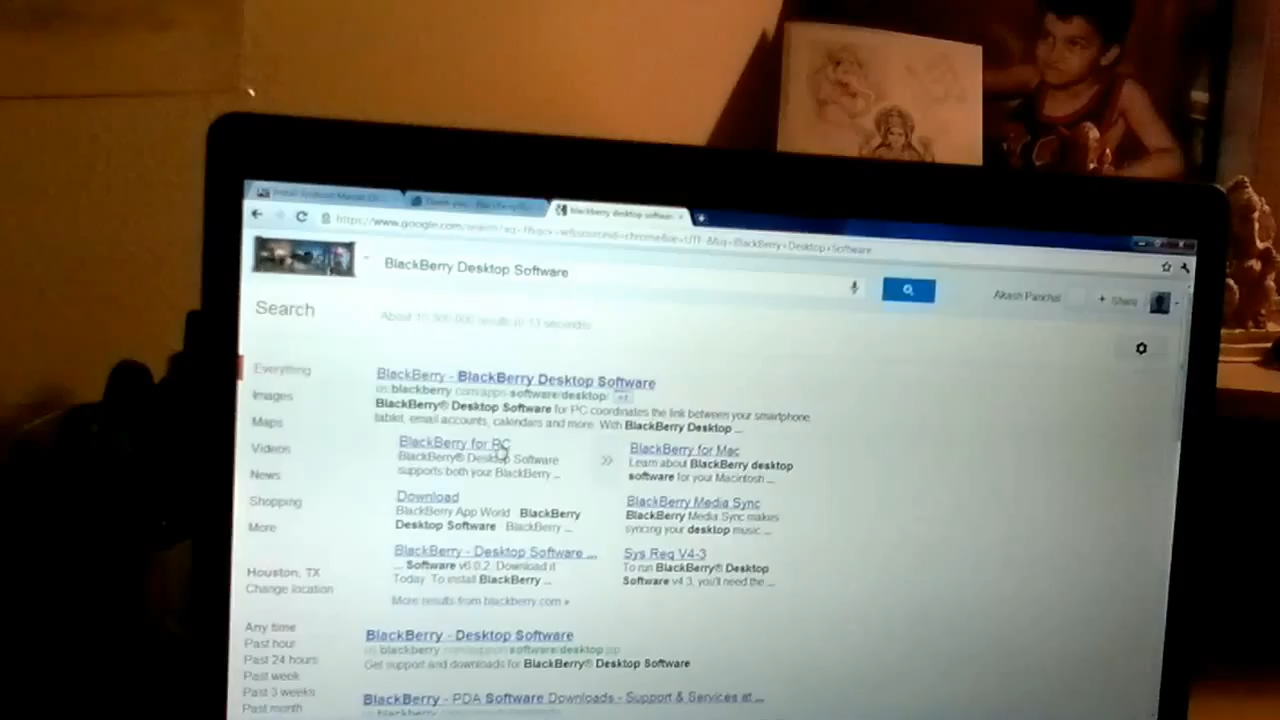 BlackBerry Desktop Software
Akash Panchal
+ Share
Search
Everything
Images
Maps
Videos
News
Shopping
More
Houston, TX
Change location
Any time
Past hour
Past 24 hours
Past week
Past 3 weeks
Past month
BlackBerry - BlackBerry Desktop Software
us.blackberry.com/apps-software/desktop/ +1
BlackBerry® Desktop Software for PC coordinates the link between your smartphone,
tablet, email accounts, calendars and more. With BlackBerry Desktop ...
BlackBerry for PC
BlackBerry® Desktop Software
supports both your BlackBerry ...
BlackBerry for Mac
Learn about BlackBerry desktop
software for your Macintosh ...
Download
BlackBerry App World BlackBerry
Desktop Software BlackBerry ...
BlackBerry Media Sync
BlackBerry Media Sync makes
syncing your desktop music ...
BlackBerry - Desktop Software ...
... Software v6.0.2. Download it
Today. To install BlackBerry ...
Sys Req V4-3
To run BlackBerry® Desktop
Software v4.3, you'll need the ...
More results from blackberry.com »
BlackBerry - Desktop Software
Get support and downloads for BlackBerry® Desktop Software
BlackBerry - PDA Software Downloads - Support & Services at ...